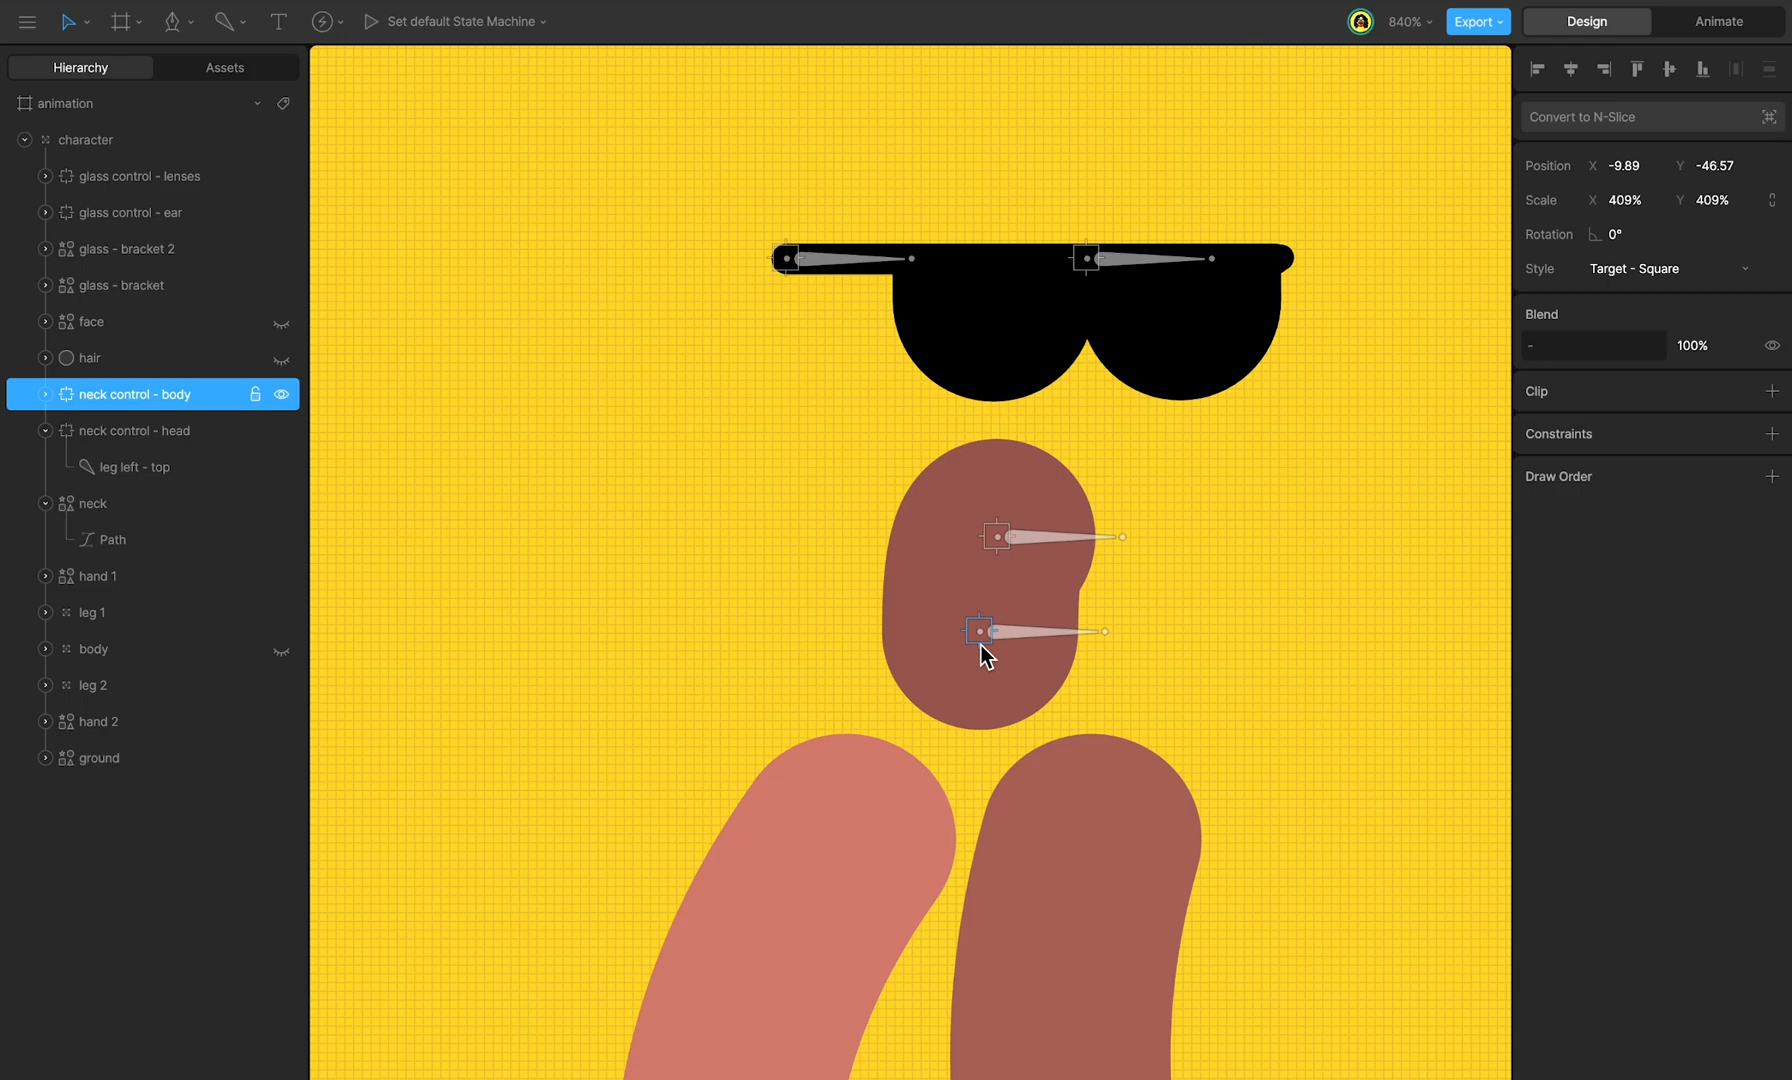 Set default State Machine
840%
Export
Design
Animate
Hierarchy
Assets
animation
character
glass control - lenses
glass control - ear
glass - bracket 2
glass - bracket
face
hair
neck control - body
neck control - head
leg left - top
neck
Path
hand 1
leg 1
body
leg 2
hand 2
ground
Convert to N-Slice
Position X -9.89 Y -46.57
Scale X 409% Y 409%
Rotation 0°
Style Target - Square
Blend
- 100%
Clip
Constraints
Draw Order